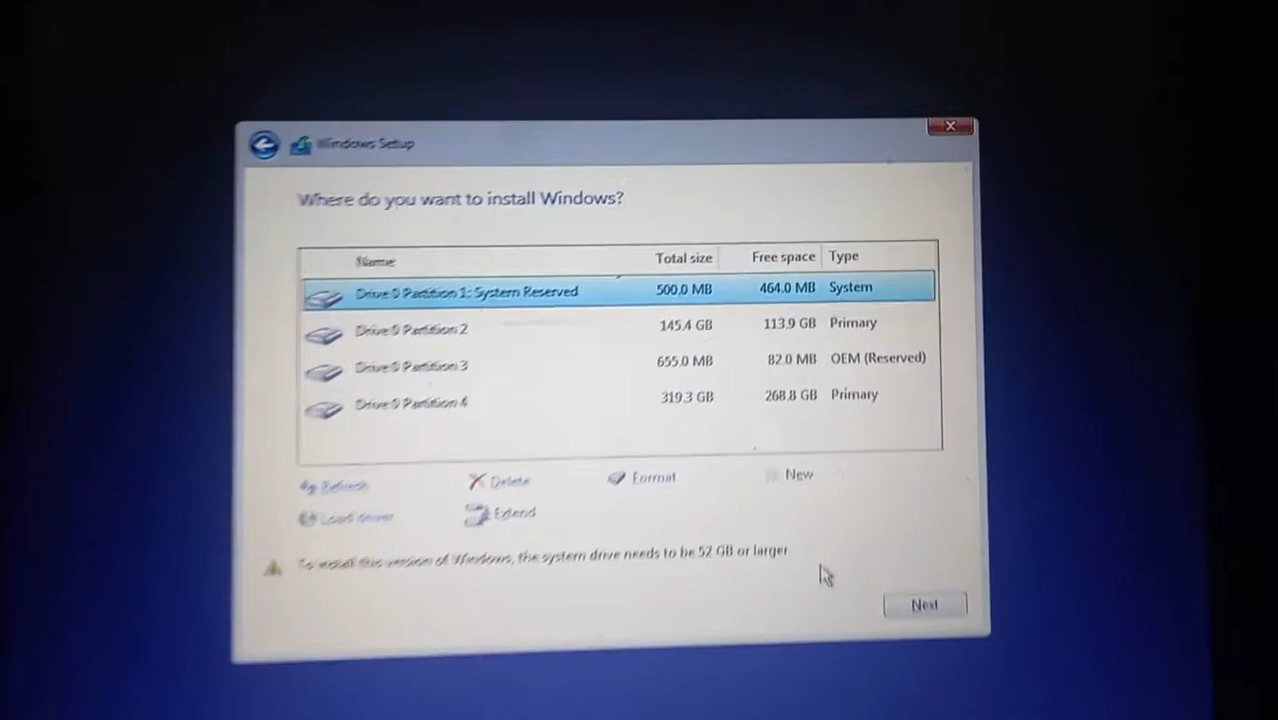 Windows Setup
Where do you want to install Windows?
Name Total size Free space Type
Drive 0 Partition 1: System Reserved 500.0 MB 464.0 MB System
Drive 0 Partition 2 145.4 GB 113.9 GB Primary
Drive 0 Partition 3 655.0 MB 82.0 MB OEM (Reserved)
Drive 0 Partition 4 319.3 GB 268.8 GB Primary
Refresh Delete Format New
Load driver Extend
To install this version of Windows, the system drive needs to be 52 GB or larger
Next